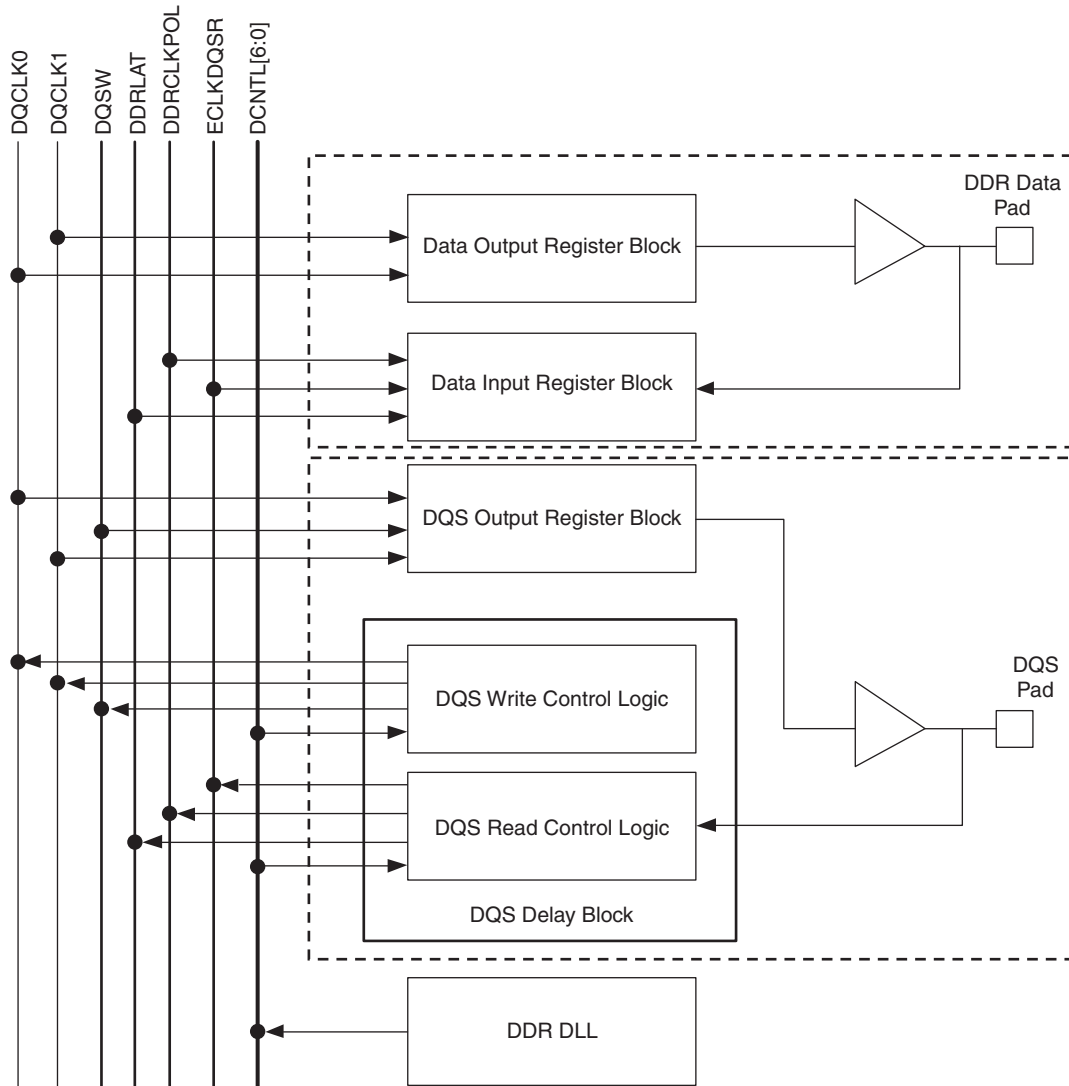 DQCLK0
DQCLK1
DQSW
DDRLAT
DDRCLKPOL
ECLKDQSR
DCNTL[6:0]
DDR Data
Pad
Data Output Register Block
Data Input Register Block
DQS Output Register Block
DQS Write Control Logic
DQS
Pad
DQS Read Control Logic
DQS Delay Block
DDR DLL